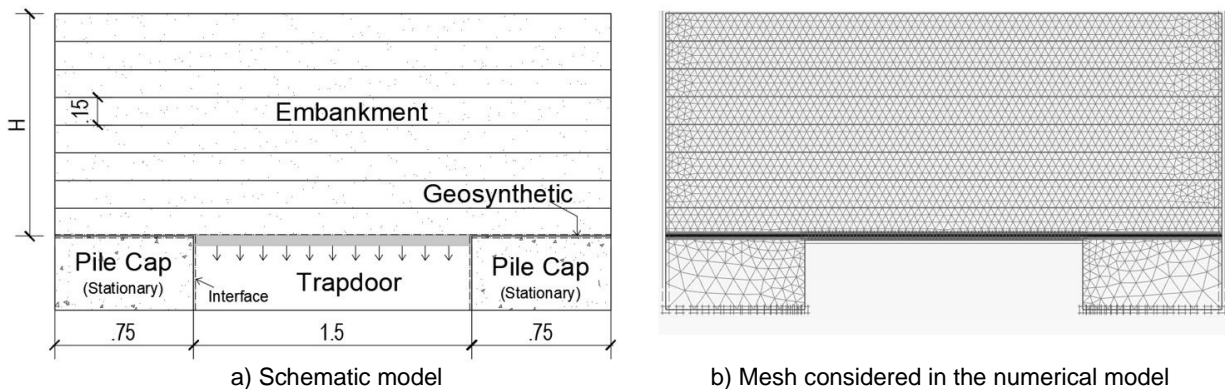 H
.15
Embankment
Geosynthetic
Pile Cap
(Stationary)
Interface
Trapdoor
Pile Cap
(Stationary)
.75
1.5
.75
a) Schematic model
b) Mesh considered in the numerical model